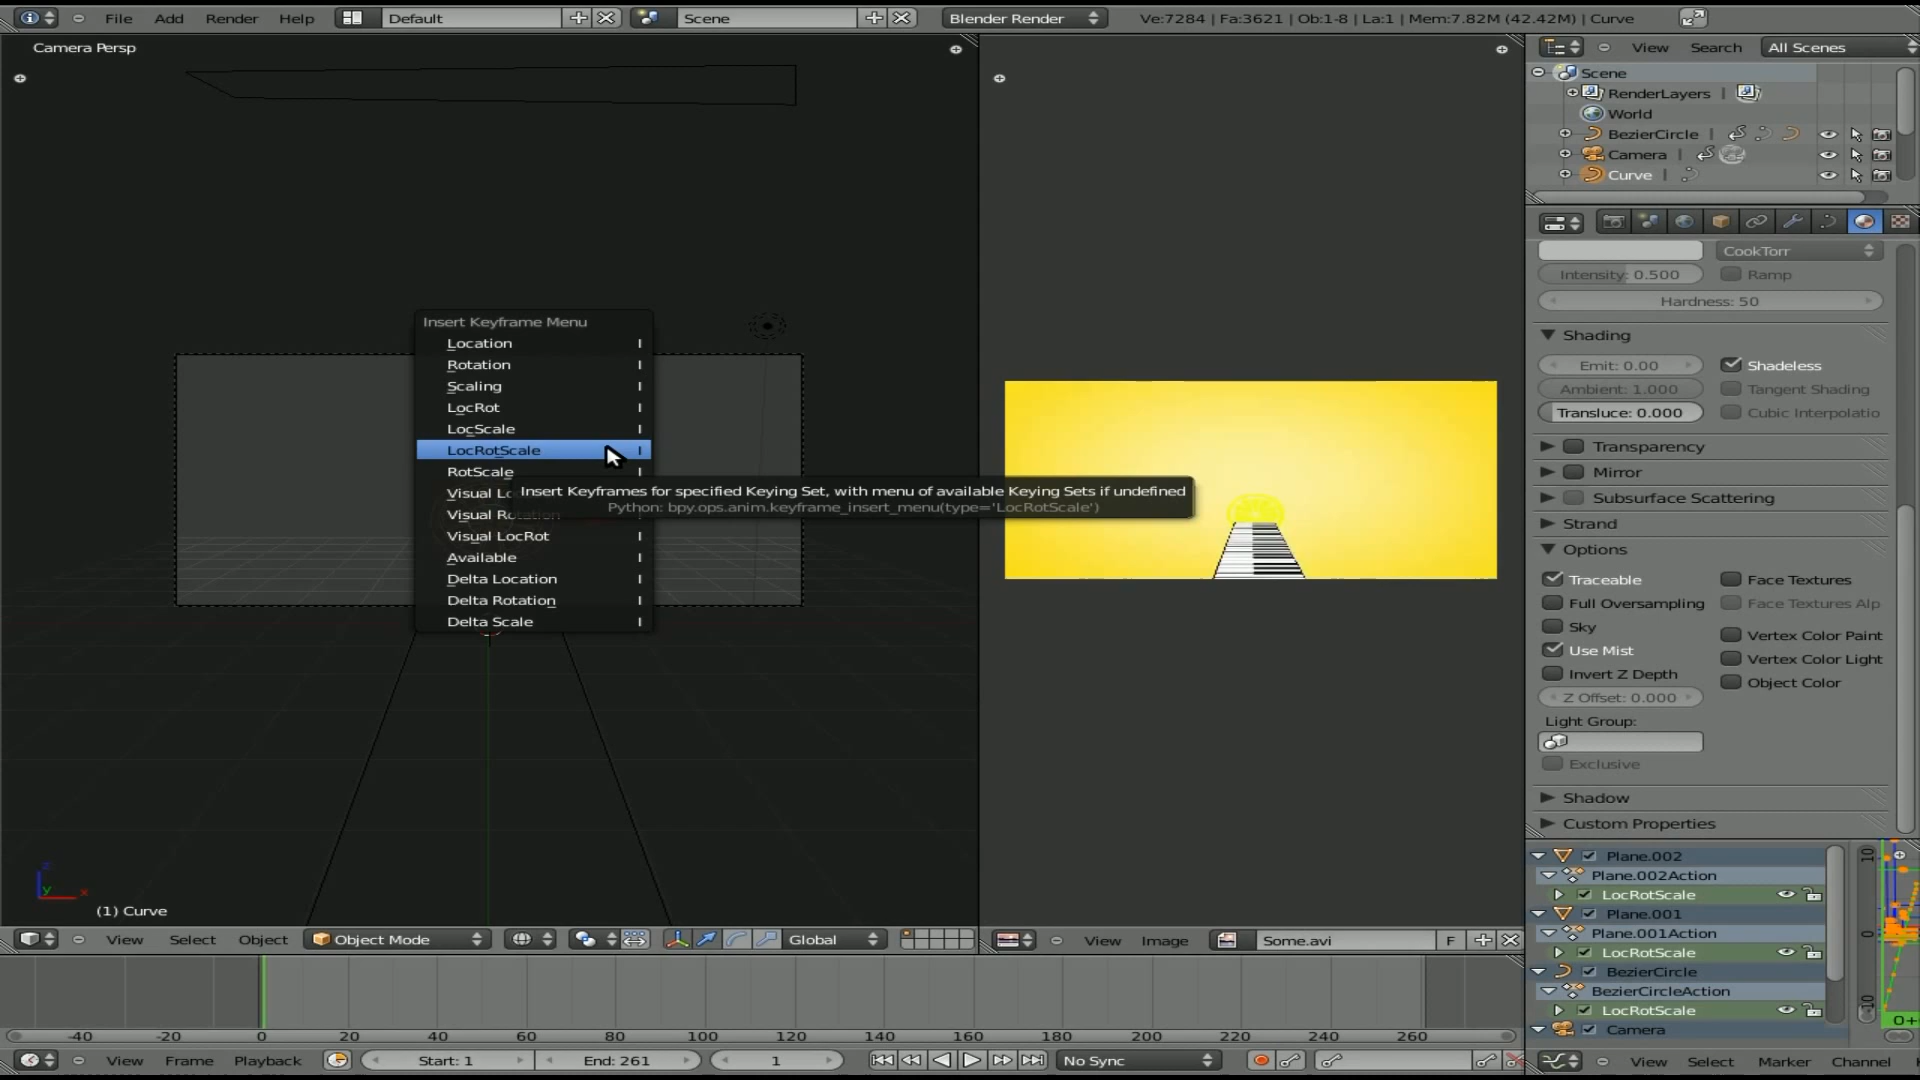 File Add Render Help Default Scene Blender Render Ve:7284 | Fa:3621 | Ob:1-8 | La:1 | Mem:7.82M (42.42M) | Curve
Camera Persp
View Search All Scenes
Scene
RenderLayers
World
BezierCircle
Camera
Curve
CookTorr
Intensity: 0.500 Ramp
Hardness: 50
Shading
Emit: 0.00 Shadeless
Ambient: 1.000 Tangent Shading
Transluce: 0.000 Cubic Interpolatio
Transparency
Mirror
Subsurface Scattering
Strand
Options
Traceable Face Textures
Full Oversampling Face Textures Alp
Sky
Use Mist Vertex Color Paint
Invert Z Depth Vertex Color Light
Z Offset: 0.000 Object Color
Light Group:
Exclusive
Shadow
Custom Properties
Insert Keyframe Menu
Location I
Rotation I
Scaling I
LocRot I
LocScale I
LocRotScale I
RotScale I
Visual Lo
Visual Rotation
Visual LocRot I
Available I
Delta Location I
Delta Rotation I
Delta Scale I
Insert Keyframes for specified Keying Set, with menu of available Keying Sets if undefined
Python: bpy.ops.anim.keyframe_insert_menu(type='LocRotScale')
z
y x
(1) Curve
View Select Object Object Mode Global
View Image Some.avi F
Plane.002
Plane.002Action
LocRotScale
Plane.001
Plane.001Action
LocRotScale
BezierCircle
BezierCircleAction
LocRotScale
Camera
10
0
-10
0+
-40 -20 0 20 40 60 80 100 120 140 160 180 200 220 240 260
View Frame Playback Start: 1 End: 261 1 No Sync
View Select Marker Channel